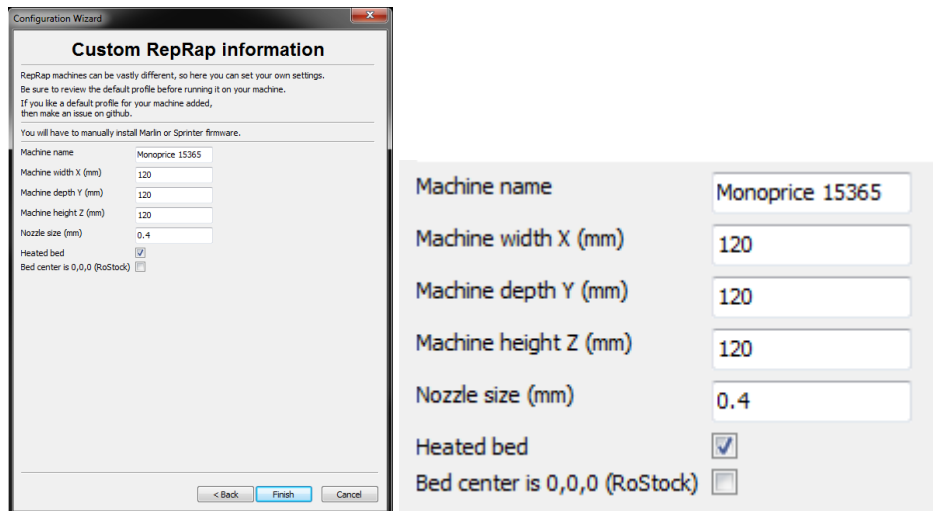 Configuration Wizard
x
Custom RepRap information
RepRap machines can be vastly different, so here you can set your own settings.
Be sure to review the default profile before running it on your machine.
If you like a default profile for your machine added,
then make an issue on github.
You will have to manually install Marlin or Sprinter firmware.
Machine name Monoprice 15365
Machine width X (mm) 120
Machine depth Y (mm) 120
Machine height Z (mm) 120
Nozzle size (mm) 0.4
Heated bed
Bed center is 0,0,0 (RoStock)
< Back Finish Cancel
Machine name Monoprice 15365
Machine width X (mm) 120
Machine depth Y (mm) 120
Machine height Z (mm) 120
Nozzle size (mm) 0.4
Heated bed
Bed center is 0,0,0 (RoStock)